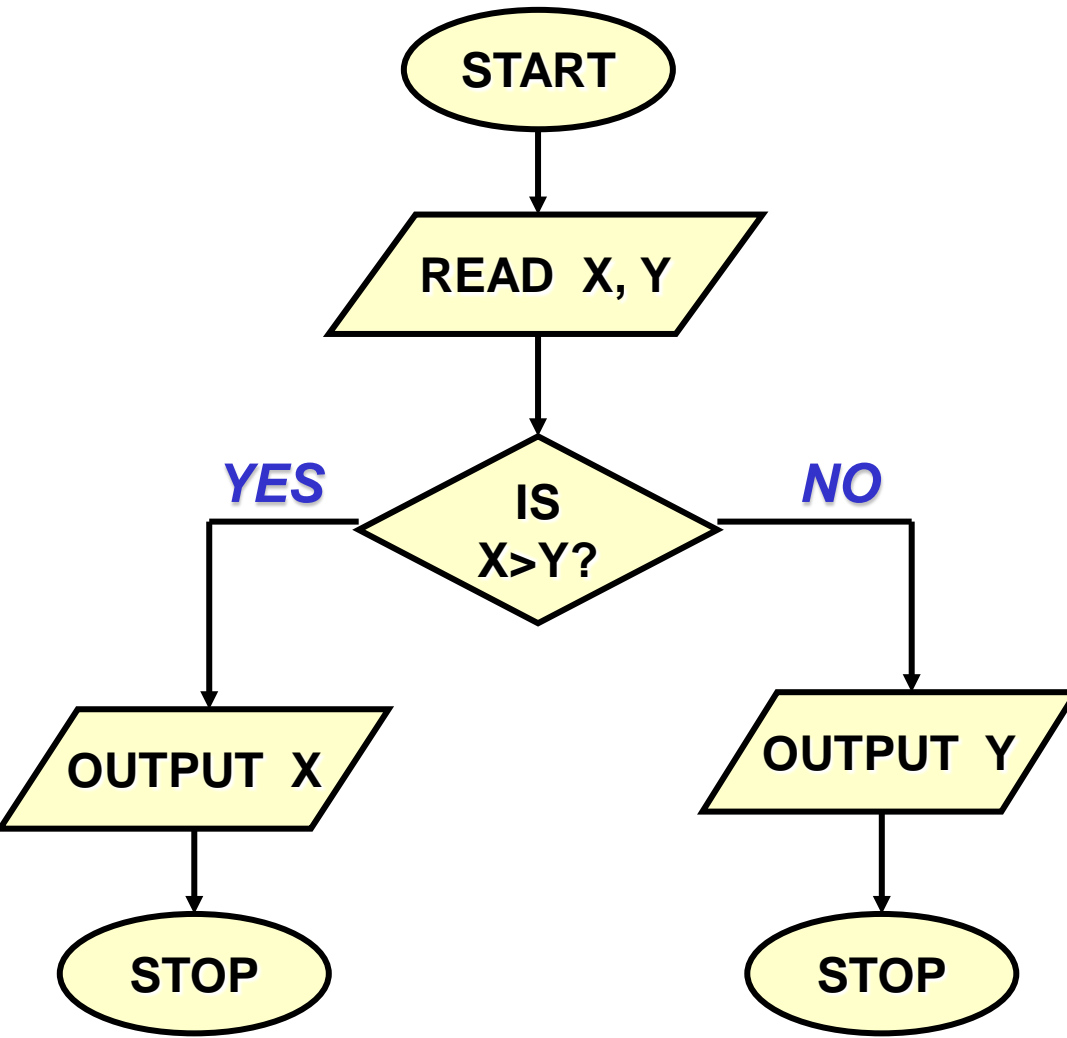 START
READ X, Y
YES
NO
IS
X>Y?
OUTPUT X
OUTPUT Y
STOP
STOP